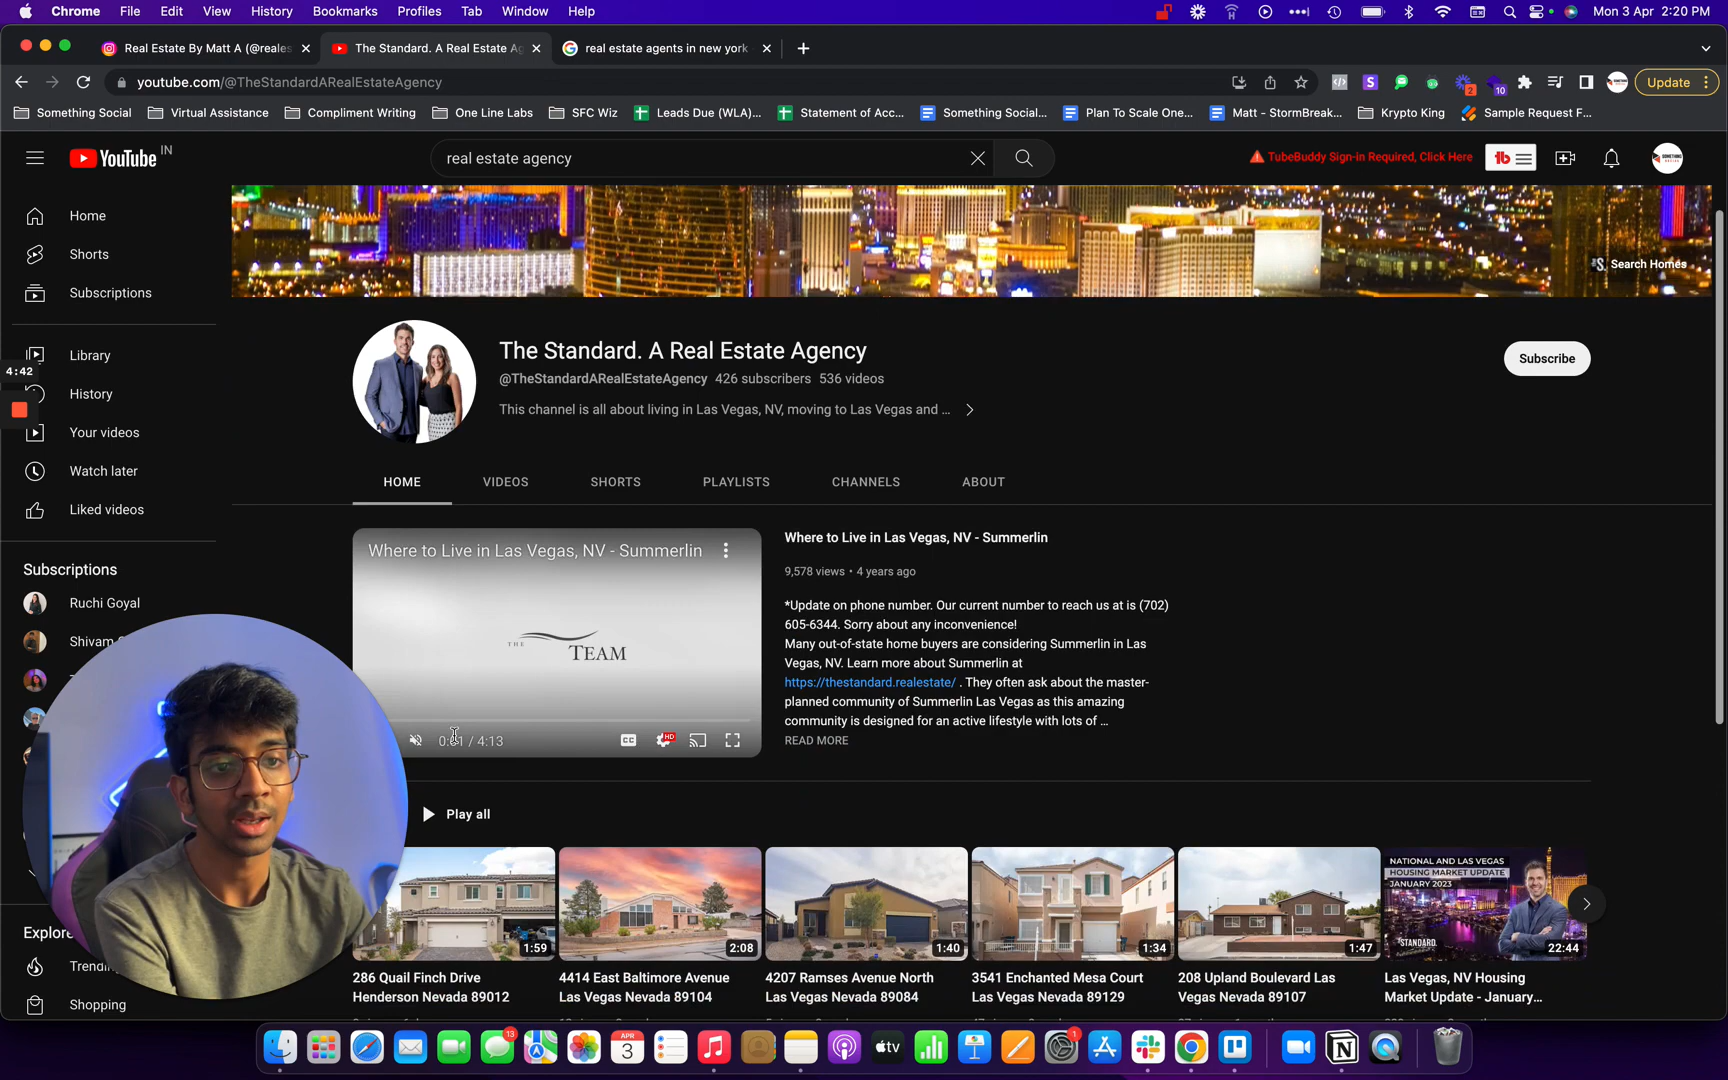 Chrome File Edit View History Bookmarks Profiles Tab Window Help Mon 3 Apr 2:20 PM
Real Estate By Matt A (@reales The Standard. A Real Estate Ag real estate agents in new york
youtube.com/@TheStandardARealEstateAgency 2 10 Update
Something Social Virtual Assistance Compliment Writing One Line Labs SFC Wiz Leads Due (WLA)... Statement of Acc... Something Social... Plan To Scale One... Matt - StormBreak... Krypto King Sample Request F...
YouTube IN real estate agency TubeBuddy Sign-in Required, Click Here tb
Home
Shorts
Subscriptions
Library
4:42
History
Your videos
Watch later
Liked videos
Subscriptions
Ruchi Goyal
Search Homes
The Standard. A Real Estate Agency
@TheStandardARealEstateAgency 426 subscribers 536 videos
This channel is all about living in Las Vegas, NV, moving to Las Vegas and ...
Subscribe
HOME VIDEOS SHORTS PLAYLISTS CHANNELS ABOUT
Where to Live in Las Vegas, NV - Summerlin
THE TEAM
/ 4:13 CC HD
Where to Live in Las Vegas, NV - Summerlin
9,578 views • 4 years ago
*Update on phone number. Our current number to reach us at is (702)
605-6344. Sorry about any inconvenience!
Many out-of-state home buyers are considering Summerlin in Las
Vegas, NV. Learn more about Summerlin at
https://thestandard.realestate/ . They often ask about the master-
planned community of Summerlin Las Vegas as this amazing
community is designed for an active lifestyle with lots of ...
READ MORE
Play all
1:59
2:08
1:40
1:34
1:47
NATIONAL AND LAS VEGAS
HOUSING MARKET UPDATE
JANUARY 2023
STANDARD.
22:44
286 Quail Finch Drive
Henderson Nevada 89012
4414 East Baltimore Avenue
Las Vegas Nevada 89104
4207 Ramses Avenue North
Las Vegas Nevada 89084
3541 Enchanted Mesa Court
Las Vegas Nevada 89129
208 Upland Boulevard Las
Vegas Nevada 89107
Las Vegas, NV Housing
Market Update - January...
Explore
Shopping
13
APR
3
tv
1